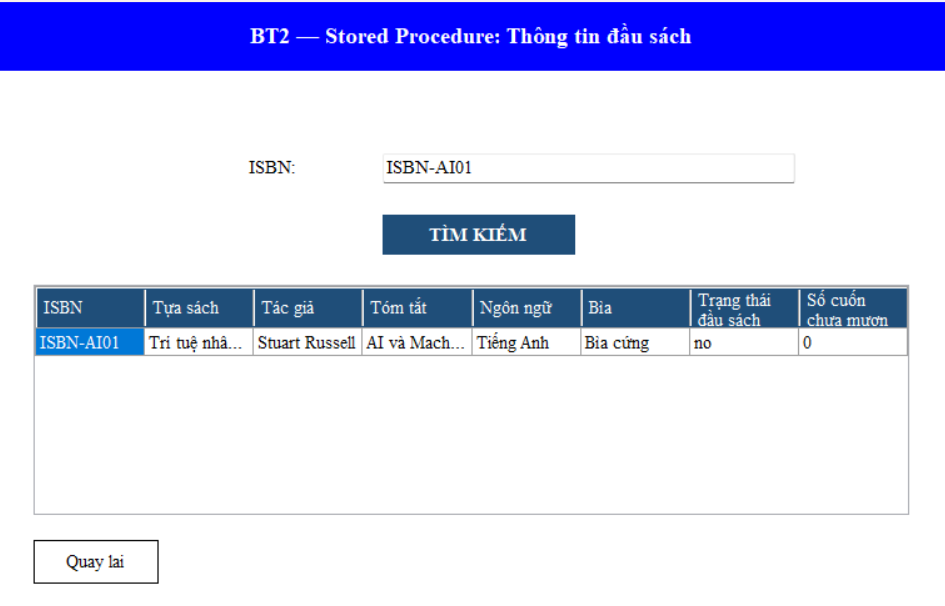 BT2 — Stored Procedure: Thông tin đầu sách
ISBN: ISBN-AI01
TÌM KIẾM
ISBN Tựa sách Tác giả Tóm tắt Ngôn ngữ Bìa Trạng thái đầu sách Số cuốn chưa mượn
ISBN-AI01 Trí tuệ nhâ... Stuart Russell AI và Mach... Tiếng Anh Bìa cứng no 0
Quay lai